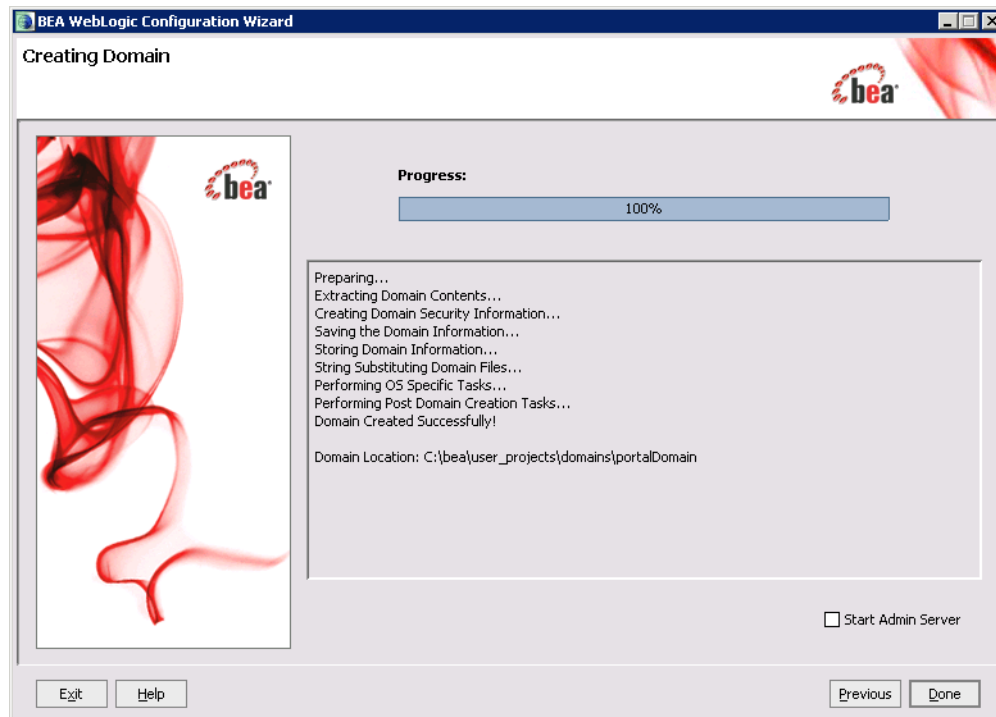 BEA WebLogic Configuration Wizard
Creating Domain
bea
bea
Progress:
100%
Preparing...
Extracting Domain Contents...
Creating Domain Security Information...
Saving the Domain Information...
Storing Domain Information...
String Substituting Domain Files...
Performing OS Specific Tasks...
Performing Post Domain Creation Tasks...
Domain Created Successfully!
Domain Location: C:\bea\user_projects\domains\portalDomain
Start Admin Server
Exit Help Previous Done